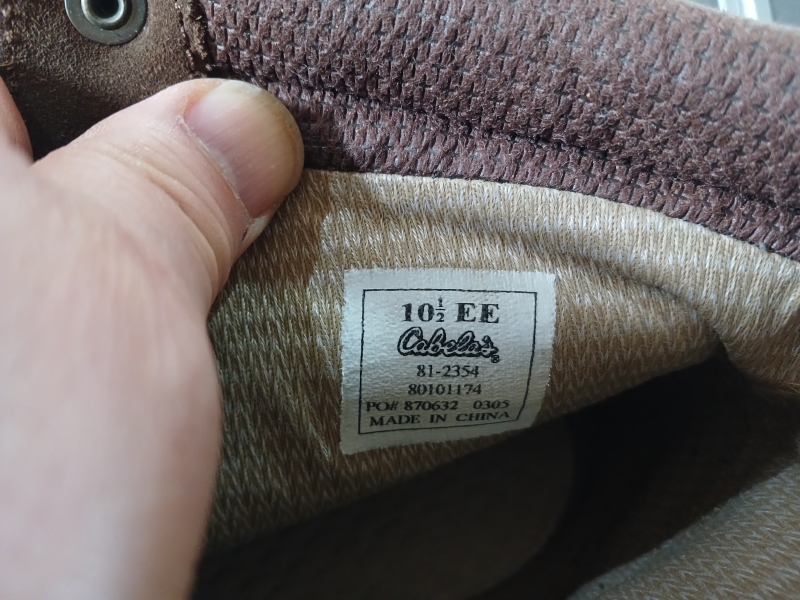 10½ EE
Cabela's®
81-2354
80101174
PO# 870632 0305
MADE IN CHINA